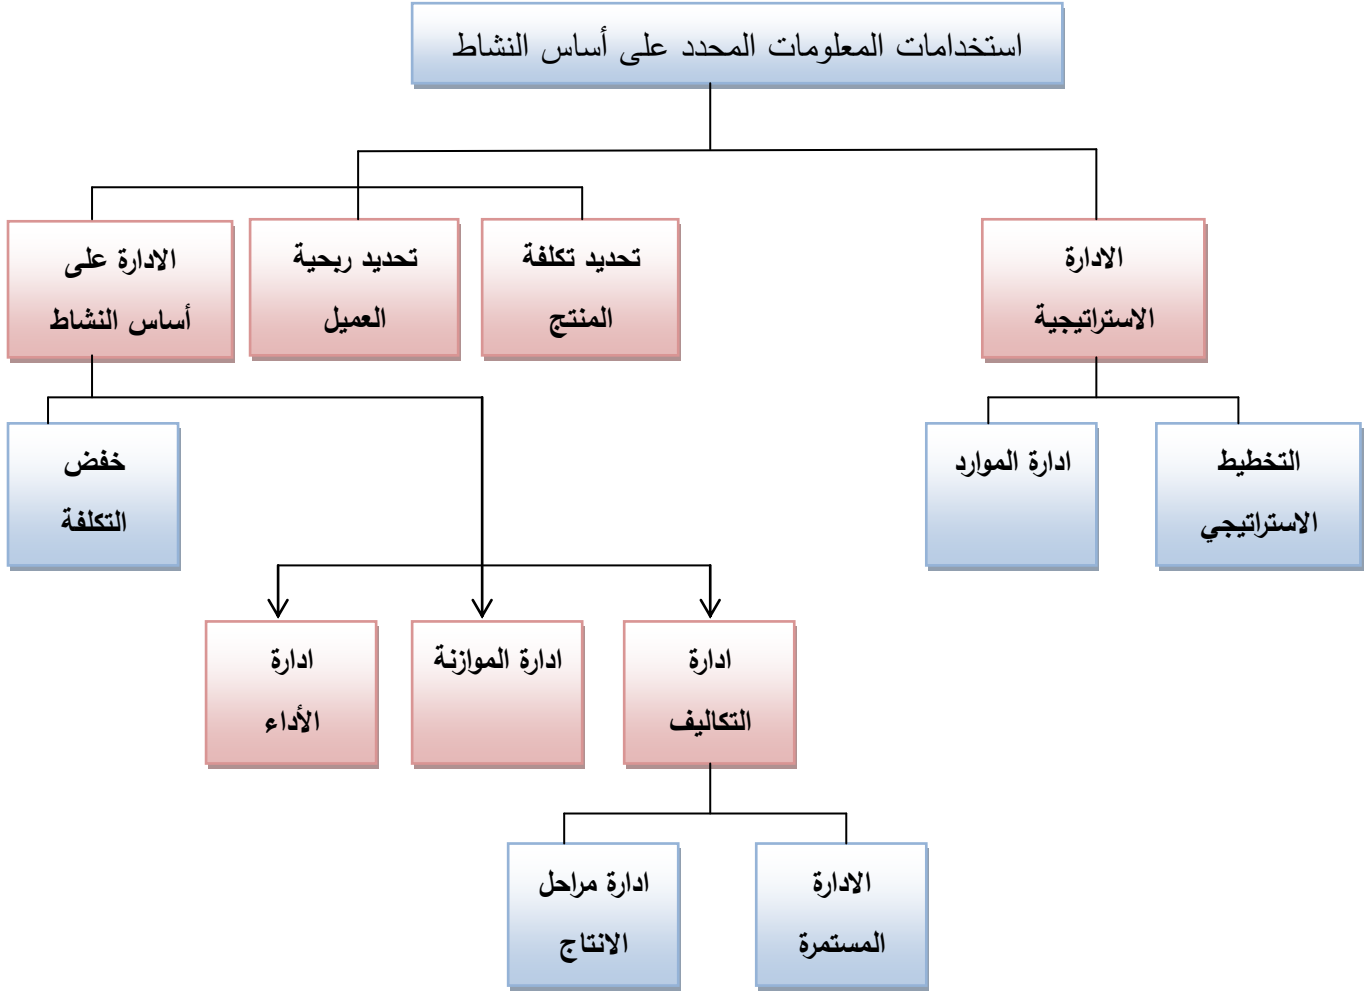 استخدامات المعلومات المحدد على أساس النشاط
الادارة
الاستراتيجية
تحديد تكلفة
المنتج
تحديد ربحية
العميل
الادارة على
أساس النشاط
التخطيط
الاستراتيجي
ادارة الموارد
خفض
التكلفة
ادارة
التكاليف
ادارة الموازنة
ادارة
الأداء
الادارة
المستمرة
ادارة مراحل
الانتاج